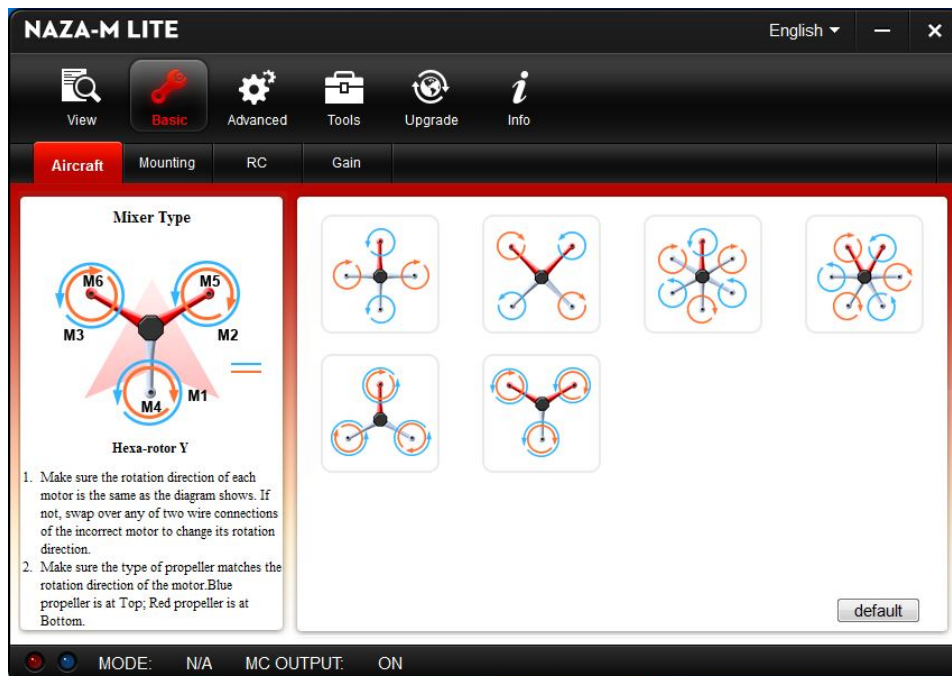 NAZA-M LITE
English
View Basic Advanced Tools Upgrade Info
Aircraft Mounting RC Gain
Mixer Type
M6 M5
M3 M2
M4 M1
Hexa-rotor Y
1. Make sure the rotation direction of each
motor is the same as the diagram shows. If
not, swap over any of two wire connections
of the incorrect motor to change its rotation
direction.
2. Make sure the type of propeller matches the
rotation direction of the motor.Blue
propeller is at Top; Red propeller is at
Bottom.
default
MODE: N/A MC OUTPUT: ON